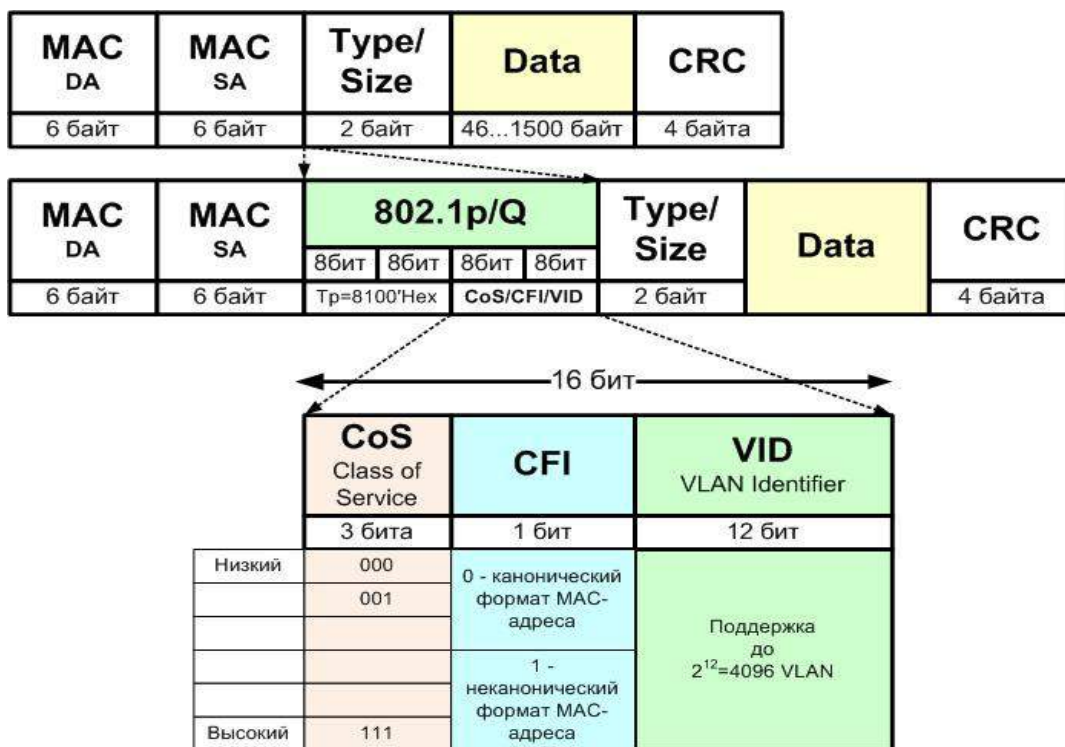 MAC DA
MAC SA
Type/ Size
Data
CRC
6 байт
6 байт
2 байт
46...1500 байт
4 байта
MAC DA
MAC SA
802.1p/Q
Type/ Size
Data
CRC
8бит
8бит
8бит
8бит
6 байт
6 байт
Tp=8100'Hex
CoS/CFI/VID
2 байт
4 байта
16 бит
CoS
Class of
Service
CFI
VID
VLAN Identifier
3 бита
1 бит
12 бит
Низкий
000
001
0 - канонический
формат MAC-
адреса
Поддержка
до
2¹²=4096 VLAN
1 -
неканонический
формат MAC-
адреса
Высокий
111